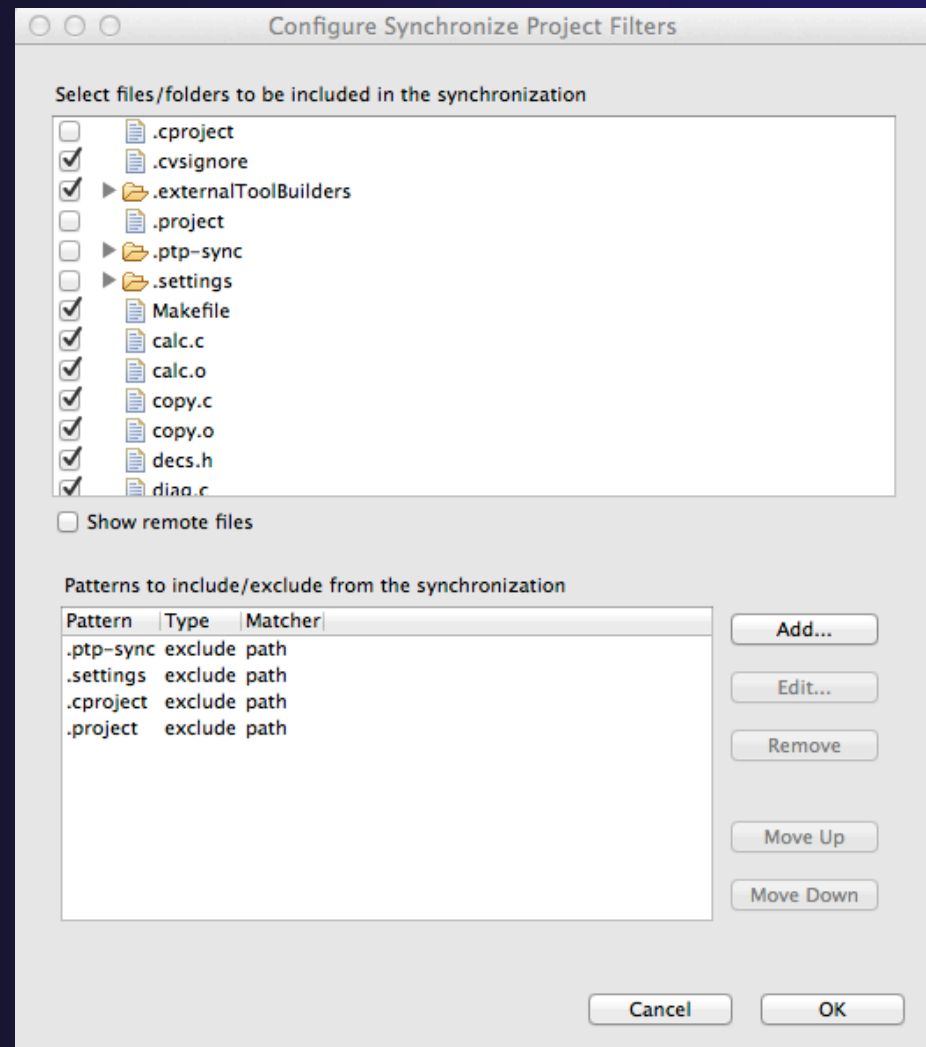 Configure Synchronize Project Filters
Select files/folders to be included in the synchronization
.cproject
.cvsignore
.externalToolBuilders
.project
.ptp-sync
.settings
Makefile
calc.c
calc.o
copy.c
copy.o
decs.h
diag.c
Show remote files
Patterns to include/exclude from the synchronization
Pattern Type Matcher
.ptp-sync exclude path
.settings exclude path
.cproject exclude path
.project exclude path
Add...
Edit...
Remove
Move Up
Move Down
Cancel OK